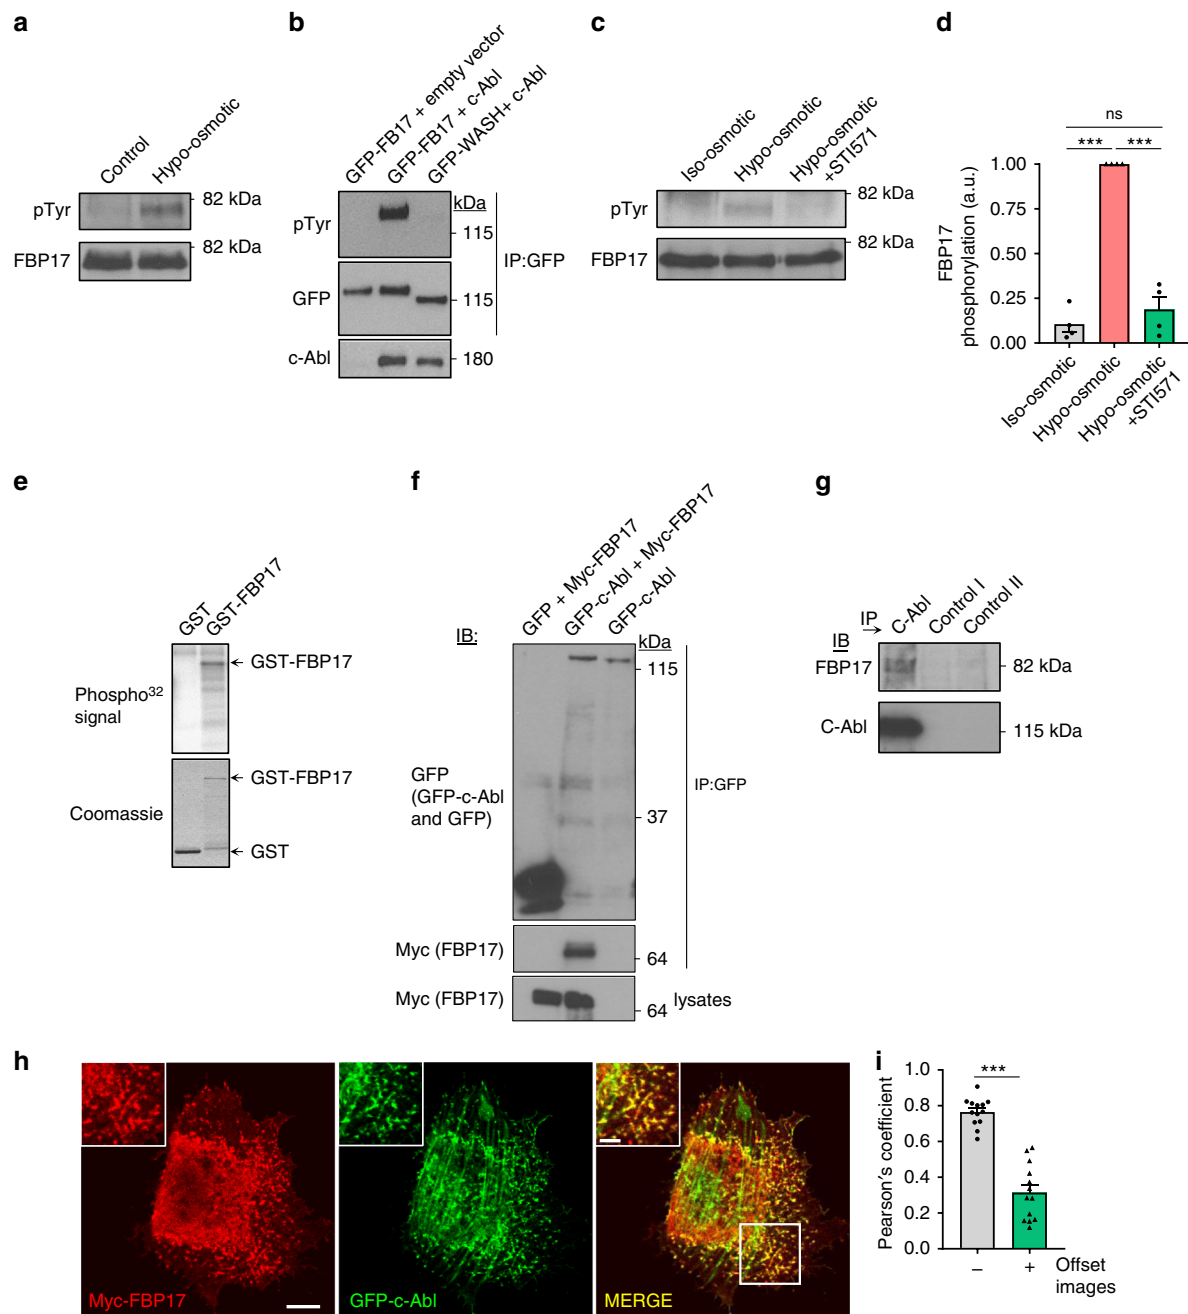 a
Control
Hypo-osmotic
pTyr
82 kDa
FBP17
82 kDa
b
GFP-FB17 + empty vector
GFP-FB17 + c-Abl
GFP-WASH+ c-Abl
kDa
pTyr
115
IP:GFP
GFP
115
c-Abl
180
c
Iso-osmotic
Hypo-osmotic
Hypo-osmotic
+STI571
pTyr
82 kDa
FBP17
82 kDa
d
ns
*** ***
1.00
0.75
0.50
0.25
0.00
FBP17
phosphorylation (a.u.)
Iso-osmotic
Hypo-osmotic
Hypo-osmotic
+STI571
e
GST
GST-FBP17
Phospho³²
signal
GST-FBP17
Coomassie
GST-FBP17
GST
f
GFP + Myc-FBP17
GFP-c-Abl + Myc-FBP17
GFP-c-Abl
IB:
kDa
115
GFP
(GFP-c-Abl
and GFP)
37
IP:GFP
Myc (FBP17)
64
Myc (FBP17)
64
lysates
g
IP
C-Abl
Control I
Control II
IB
FBP17
82 kDa
C-Abl
115 kDa
h
Myc-FBP17
GFP-c-Abl
MERGE
i
***
1.0
0.8
0.6
0.4
0.2
0.0
Pearson's coefficient
– + Offset
images